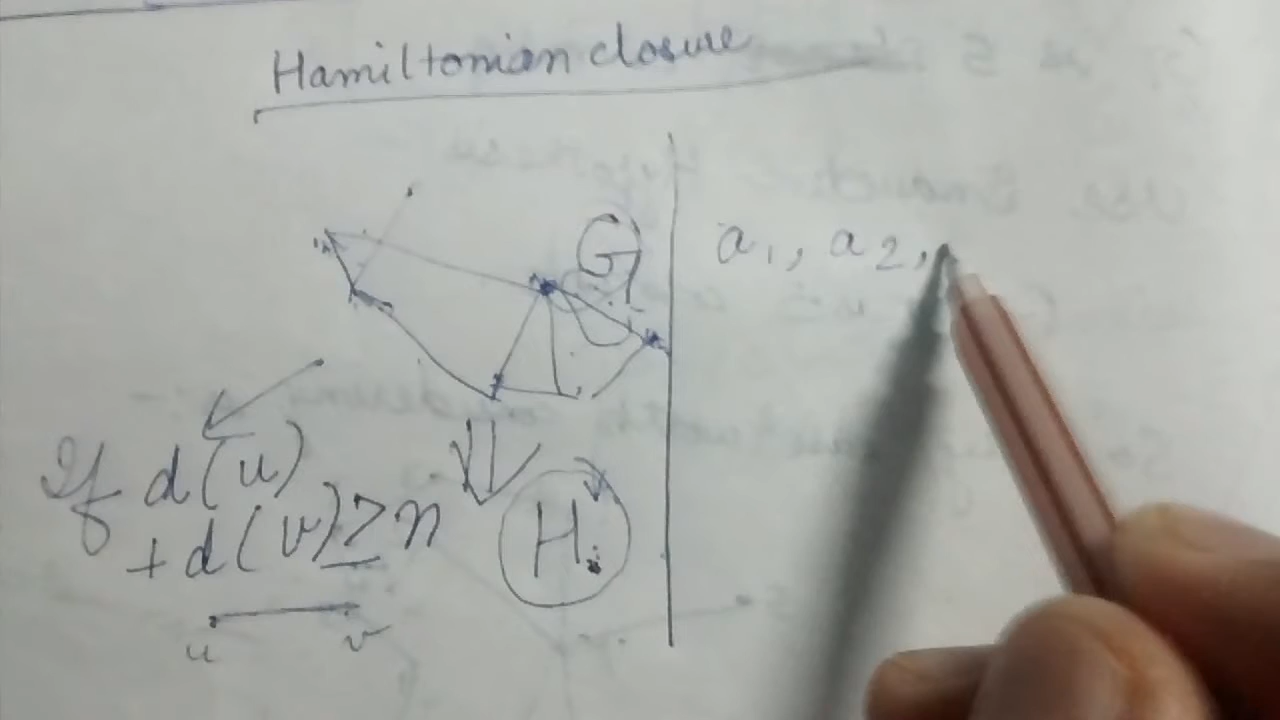 Hamiltonian closure
G
a1, a2,
If d(u)
+d(v) ≥ n
H
u v